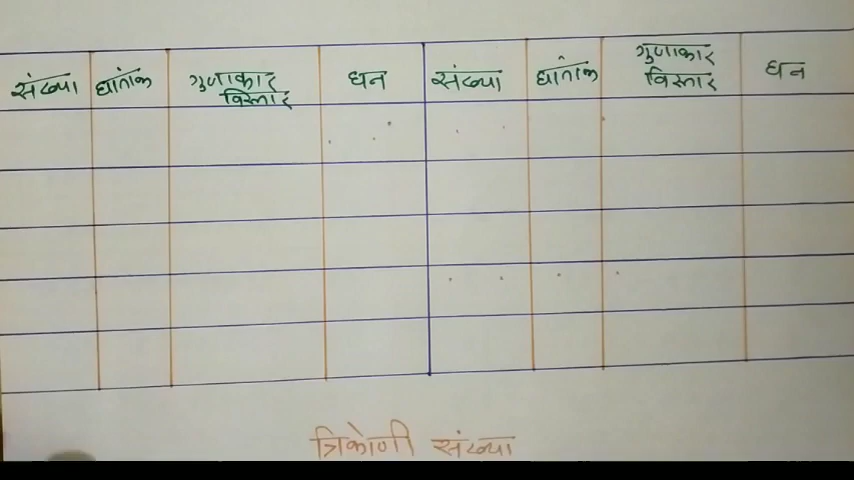 संख्या घातांक गुणाकार विस्तार घन संख्या घातांक गुणाकार विस्तार घन
त्रिकोणी संख्या